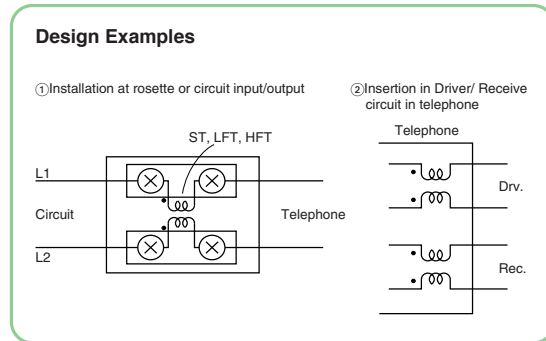 Design Examples
①Installation at rosette or circuit input/output
ST, LFT, HFT
L1
Circuit
Telephone
L2
②Insertion in Driver/ Receive
circuit in telephone
Telephone
Drv.
Rec.